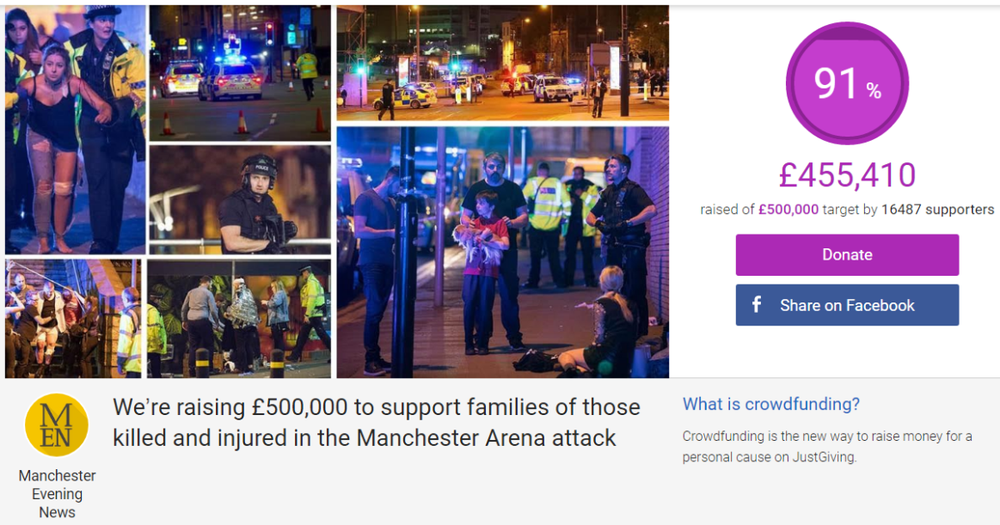 POLICE
91 %
£455,410
raised of £500,000 target by 16487 supporters
Donate
f Share on Facebook
M
EN
Manchester
Evening
News
We’re raising £500,000 to support families of those
killed and injured in the Manchester Arena attack
What is crowdfunding?
Crowdfunding is the new way to raise money for a
personal cause on JustGiving.